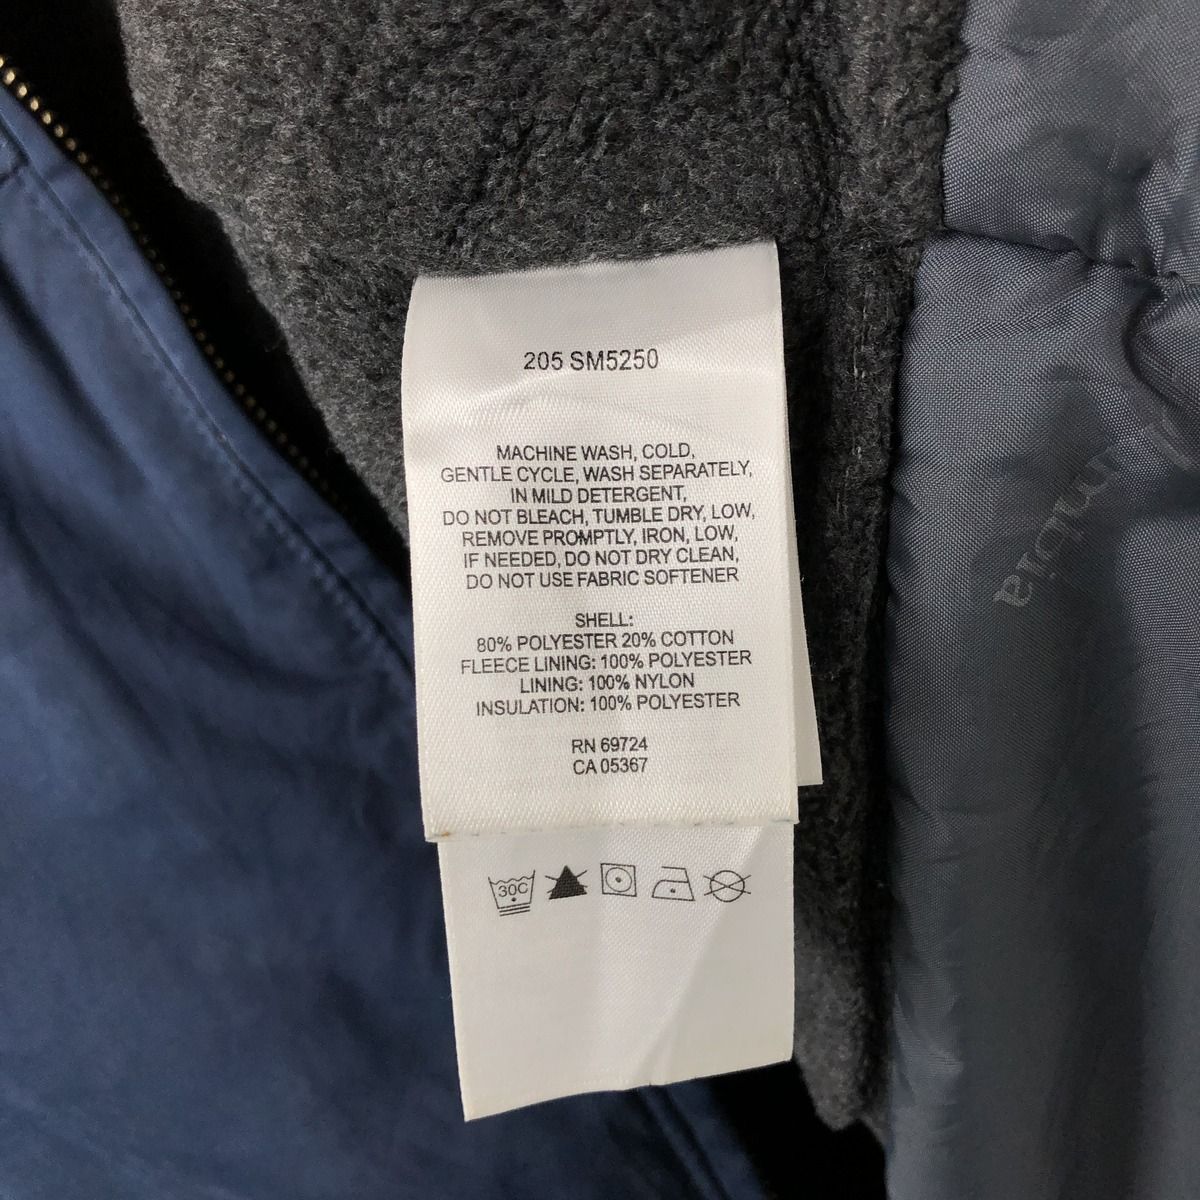 205 SM5250
MACHINE WASH, COLD,
GENTLE CYCLE, WASH SEPARATELY,
IN MILD DETERGENT,
DO NOT BLEACH, TUMBLE DRY, LOW,
REMOVE PROMPTLY, IRON, LOW,
IF NEEDED, DO NOT DRY CLEAN,
DO NOT USE FABRIC SOFTENER
SHELL:
80% POLYESTER 20% COTTON
FLEECE LINING: 100% POLYESTER
LINING: 100% NYLON
INSULATION: 100% POLYESTER
RN 69724
CA 05367
30C